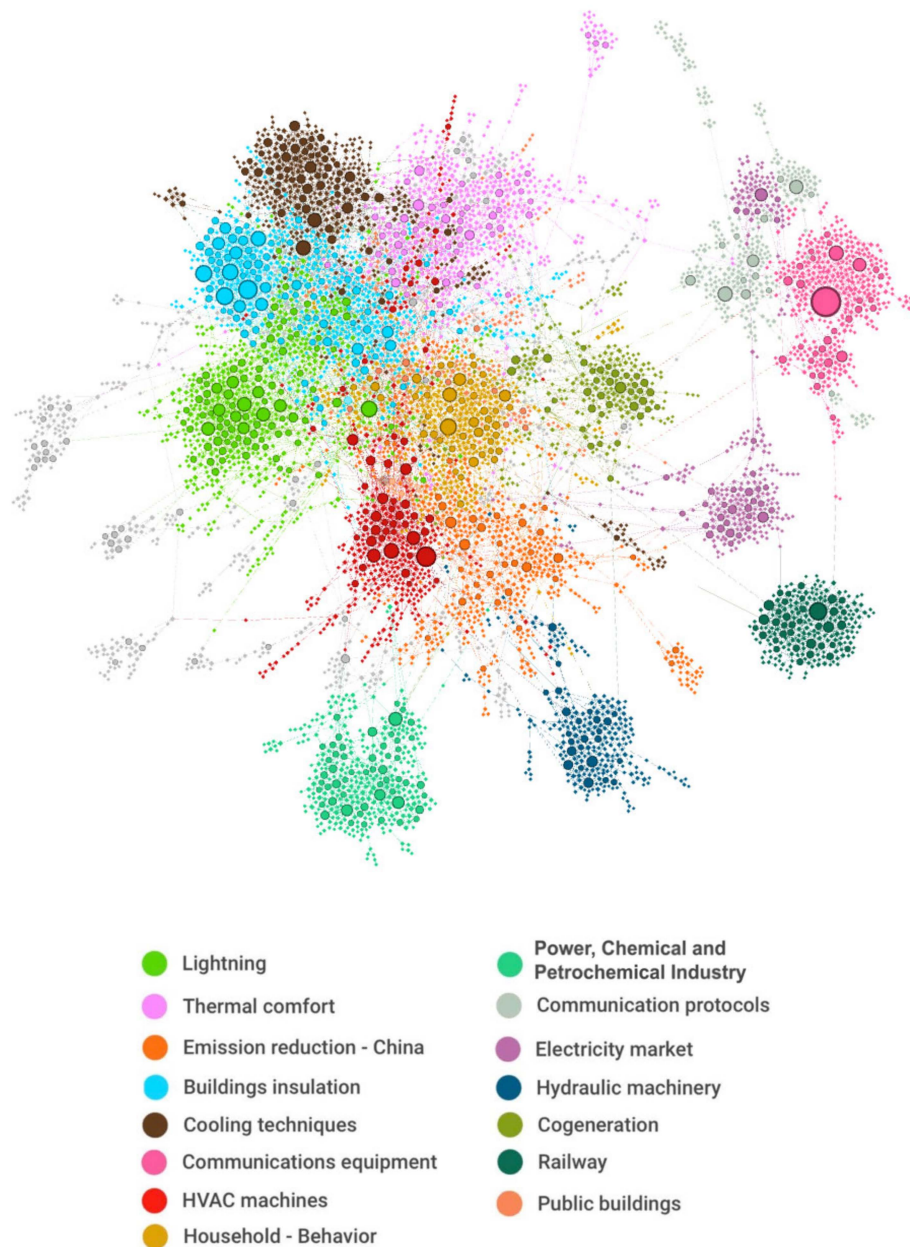 Lightning
Thermal comfort
Emission reduction - China
Buildings insulation
Cooling techniques
Communications equipment
HVAC machines
Household - Behavior
Power, Chemical and
Petrochemical Industry
Communication protocols
Electricity market
Hydraulic machinery
Cogeneration
Railway
Public buildings